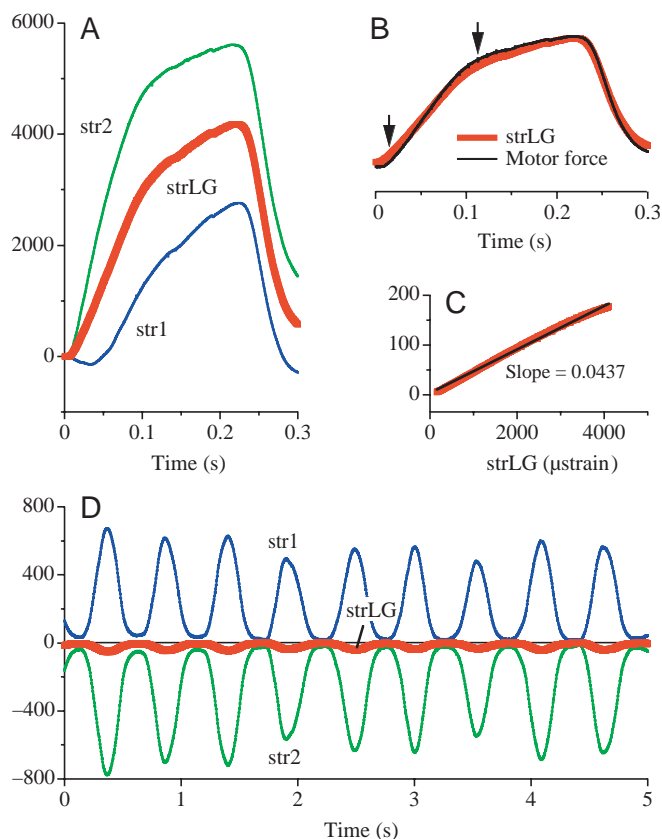 A
6000
4000
2000
0
str2
strLG
str1
0
0.1
0.2
0.3
Time (s)
B
strLG
Motor force
0
0.1
0.2
0.3
Time (s)
C
200
100
0
Slope = 0.0437
0
2000
4000
strLG (µstrain)
D
800
400
0
–400
–800
str1
strLG
str2
0
1
2
3
4
5
Time (s)